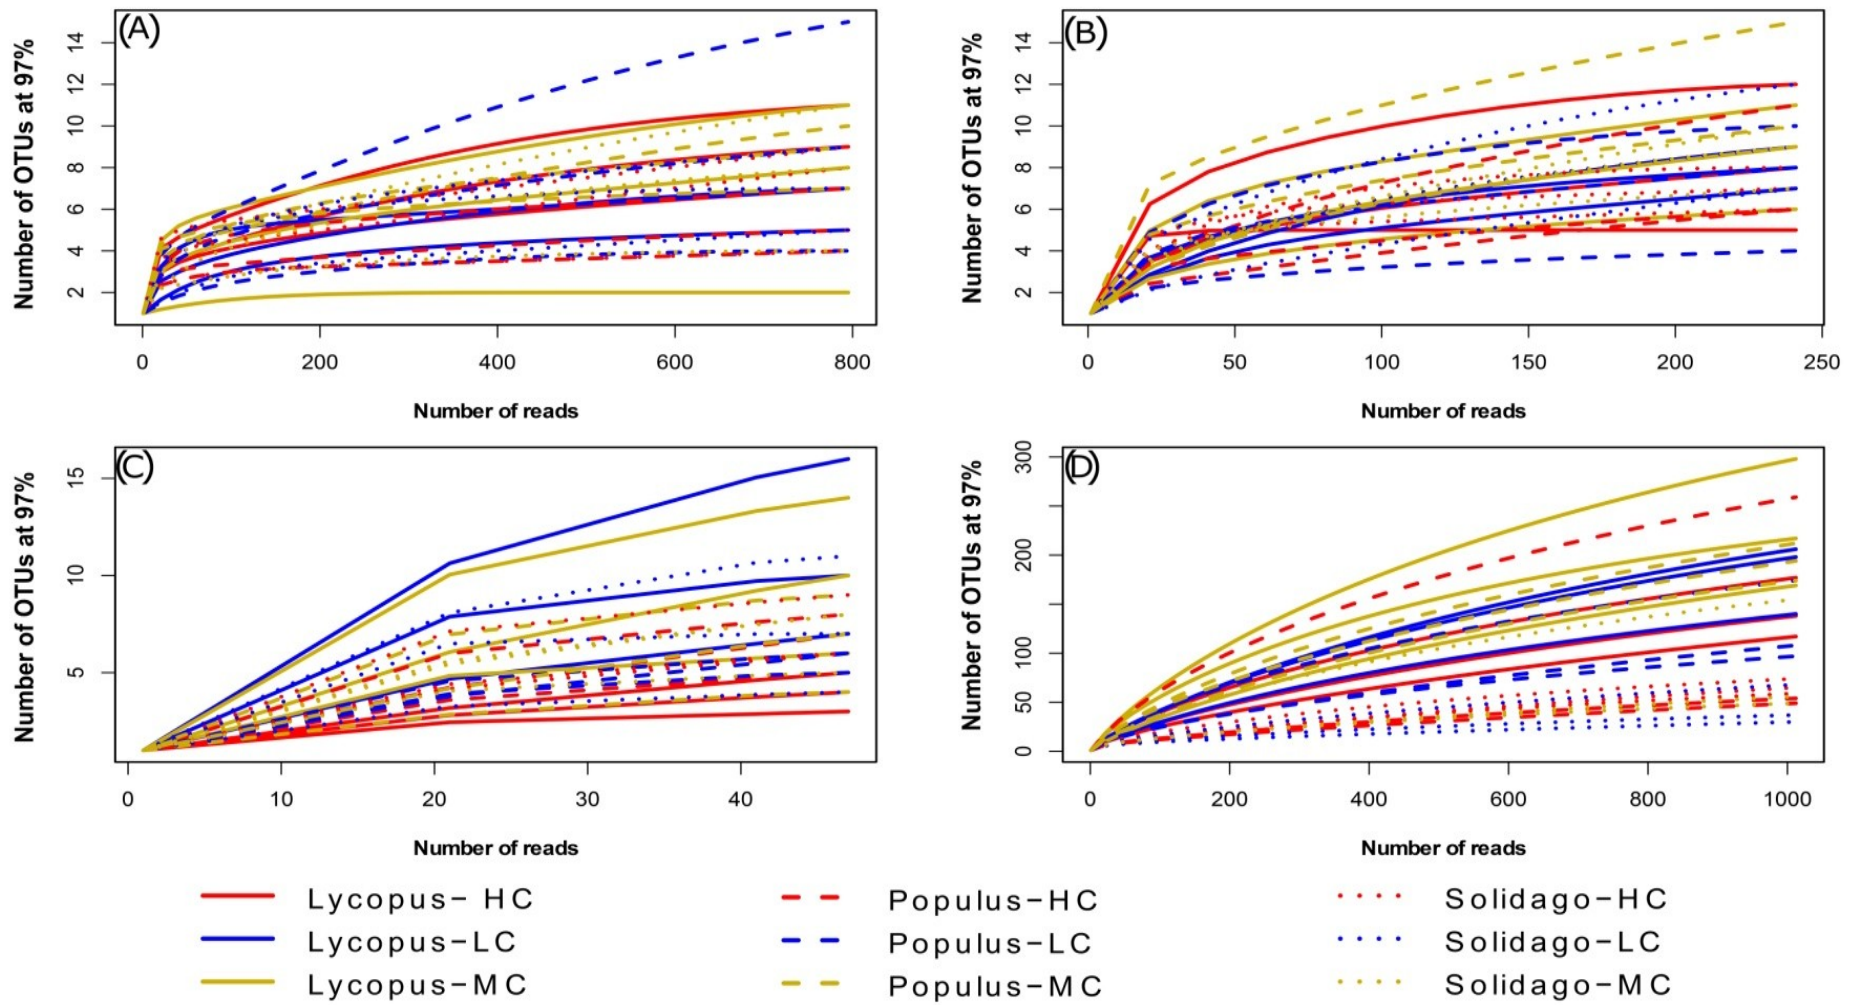 (A)
Number of OTUs at 97%
2 4 6 8 10 12 14
0 200 400 600 800
Number of reads
(B)
Number of OTUs at 97%
2 4 6 8 10 12 14
0 50 100 150 200 250
Number of reads
(C)
Number of OTUs at 97%
5 10 15
0 10 20 30 40
Number of reads
(D)
Number of OTUs at 97%
0 50 100 200 300
0 200 400 600 800 1000
Number of reads
Lycopus- HC Populus-HC Solidago-HC
Lycopus-LC Populus-LC Solidago-LC
Lycopus-MC Populus-MC Solidago-MC